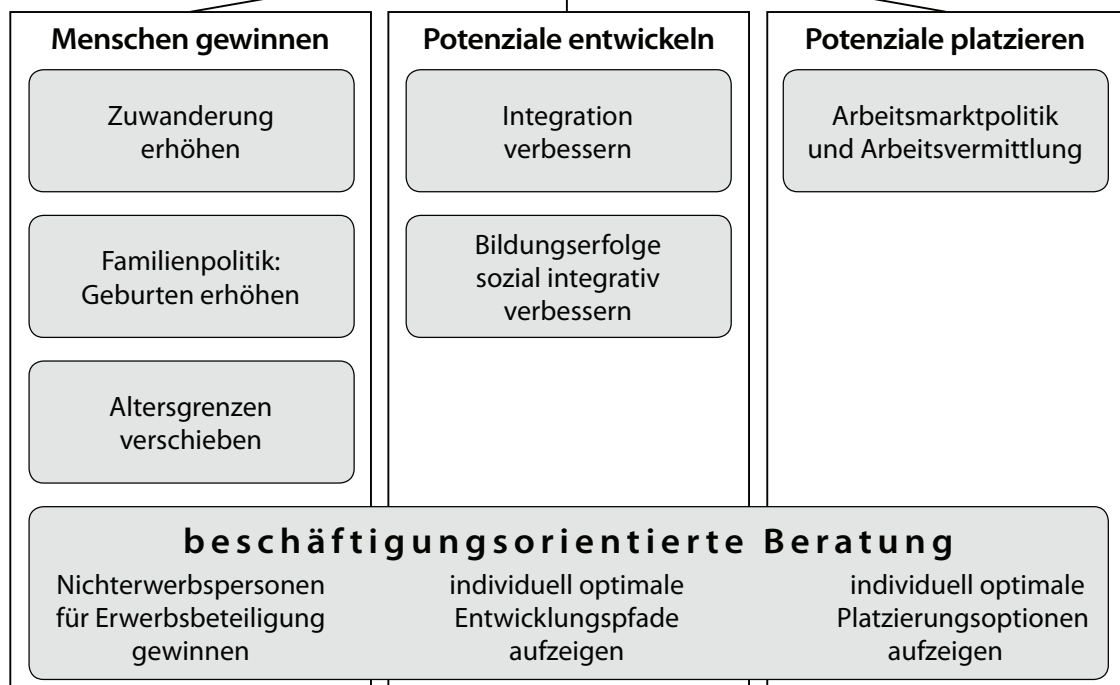 Menschen gewinnen
Zuwanderung
erhöhen
Familienpolitik:
Geburten erhöhen
Altersgrenzen
verschieben
Potenziale entwickeln
Integration
verbessern
Bildungserfolge
sozial integrativ
verbessern
Potenziale platzieren
Arbeitsmarktpolitik
und Arbeitsvermittlung
beschäftigungsorientierte Beratung
Nichterwerbspersonen
für Erwerbsbeteiligung
gewinnen
individuell optimale
Entwicklungspfade
aufzeigen
individuell optimale
Platzierungsoptionen
aufzeigen